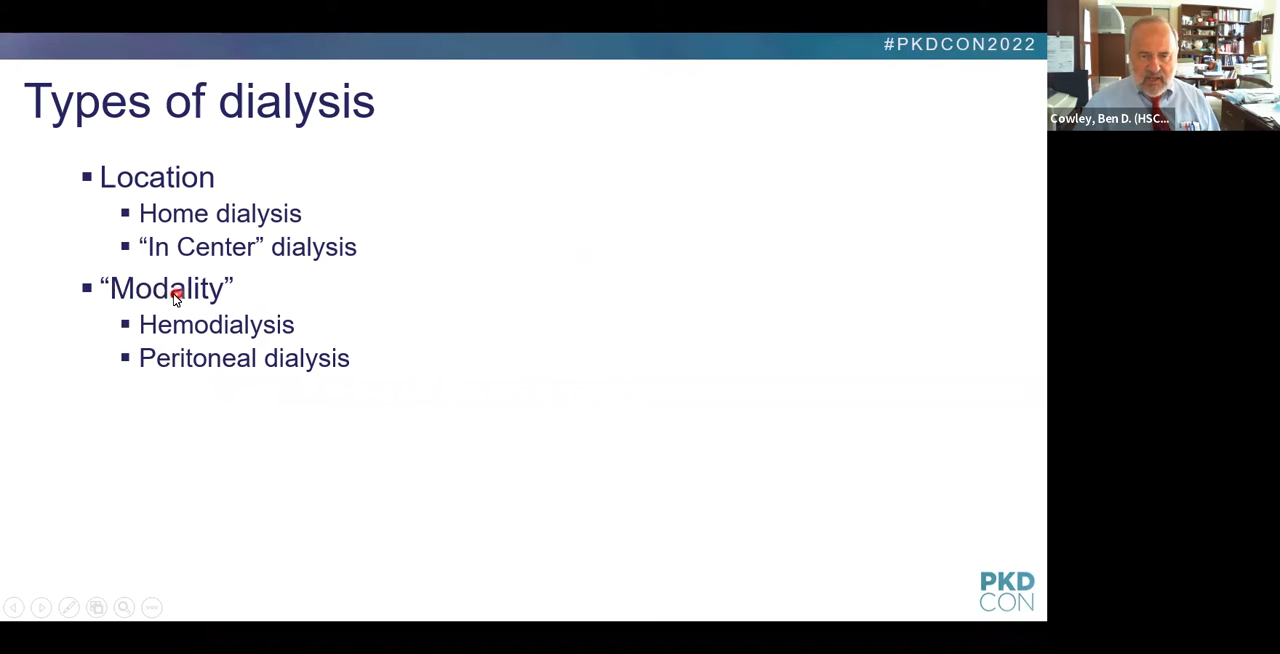 #PKDCON2022
Types of dialysis
Location
Home dialysis
“In Center” dialysis
“Modality”
Hemodialysis
Peritoneal dialysis
PKD
CON
Cowley, Ben D. (HSC...